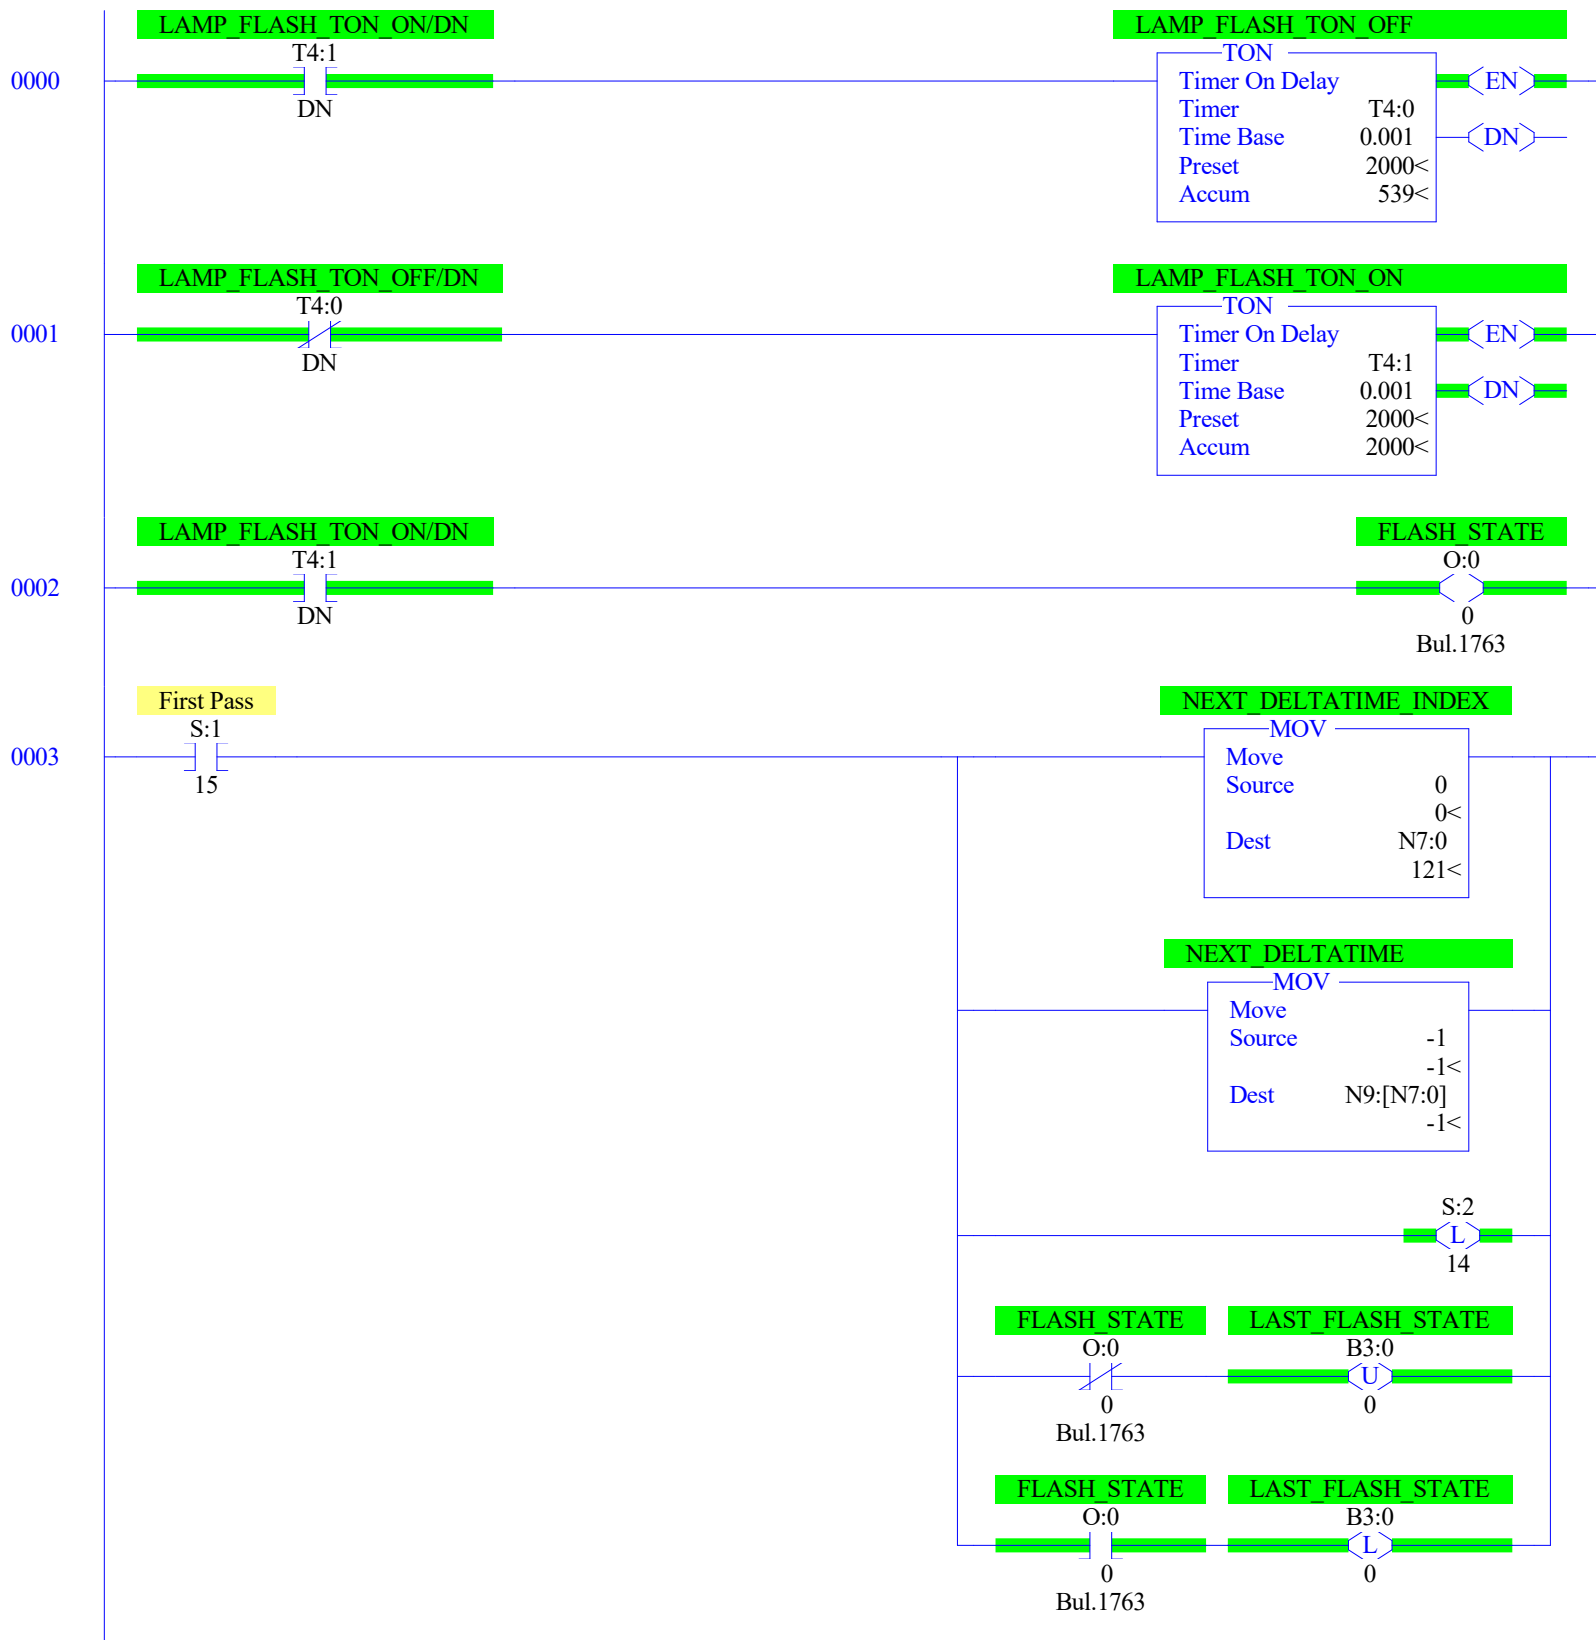 LAMP_FLASH_TON_ON/DN LAMP_FLASH_TON_OFF
T4:1 TON
0000 Timer On Delay EN
DN Timer T4:0
Time Base 0.001 DN
Preset 2000<
Accum 539<
LAMP_FLASH_TON_OFF/DN LAMP_FLASH_TON_ON
T4:0 TON
0001 Timer On Delay EN
DN Timer T4:1
Time Base 0.001 DN
Preset 2000<
Accum 2000<
LAMP_FLASH_TON_ON/DN FLASH_STATE
T4:1 O:0
0002
DN 0
Bul.1763
First Pass NEXT_DELTATIME_INDEX
S:1 MOV
0003 Move
15 Source 0
0<
Dest N7:0
121<
NEXT_DELTATIME
MOV
Move
Source -1
-1<
Dest N9:[N7:0]
-1<
S:2
L
14
FLASH_STATE LAST_FLASH_STATE
O:0 B3:0
U
0 0
Bul.1763
FLASH_STATE LAST_FLASH_STATE
O:0 B3:0
L
0 0
Bul.1763